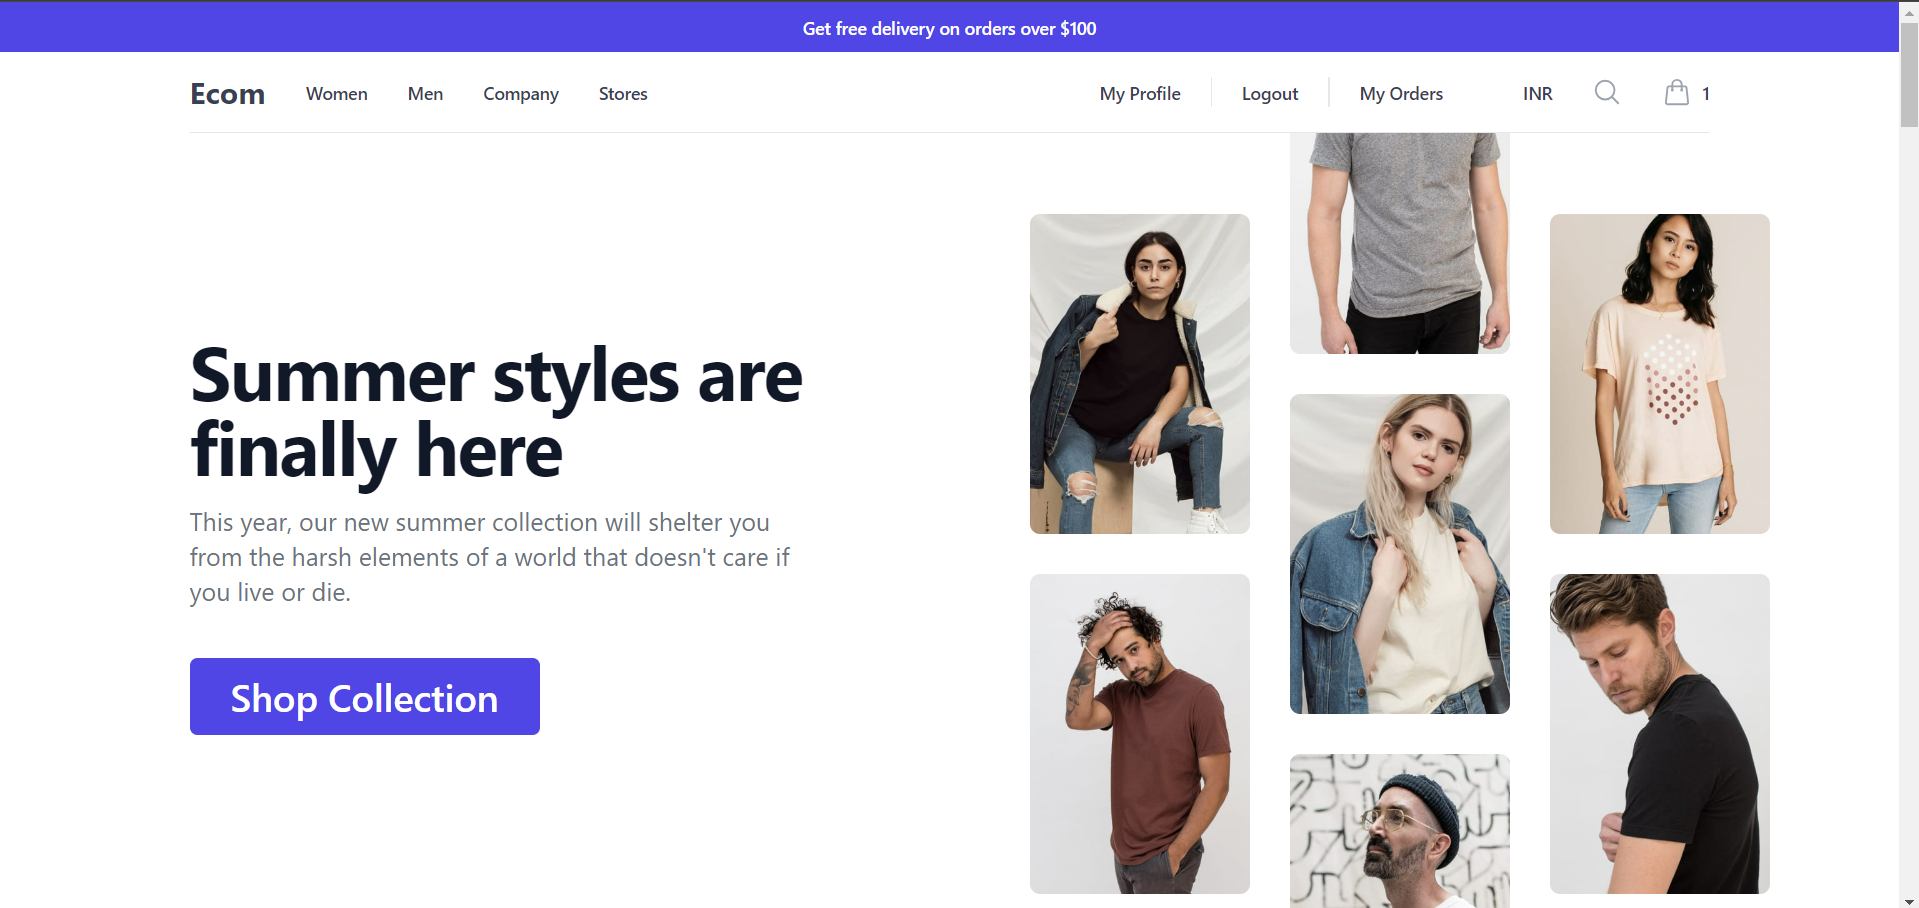 Get free delivery on orders over $100
Ecom Women Men Company Stores My Profile Logout My Orders INR 1
Summer styles are
finally here
This year, our new summer collection will shelter you
from the harsh elements of a world that doesn't care if
you live or die.
Shop Collection